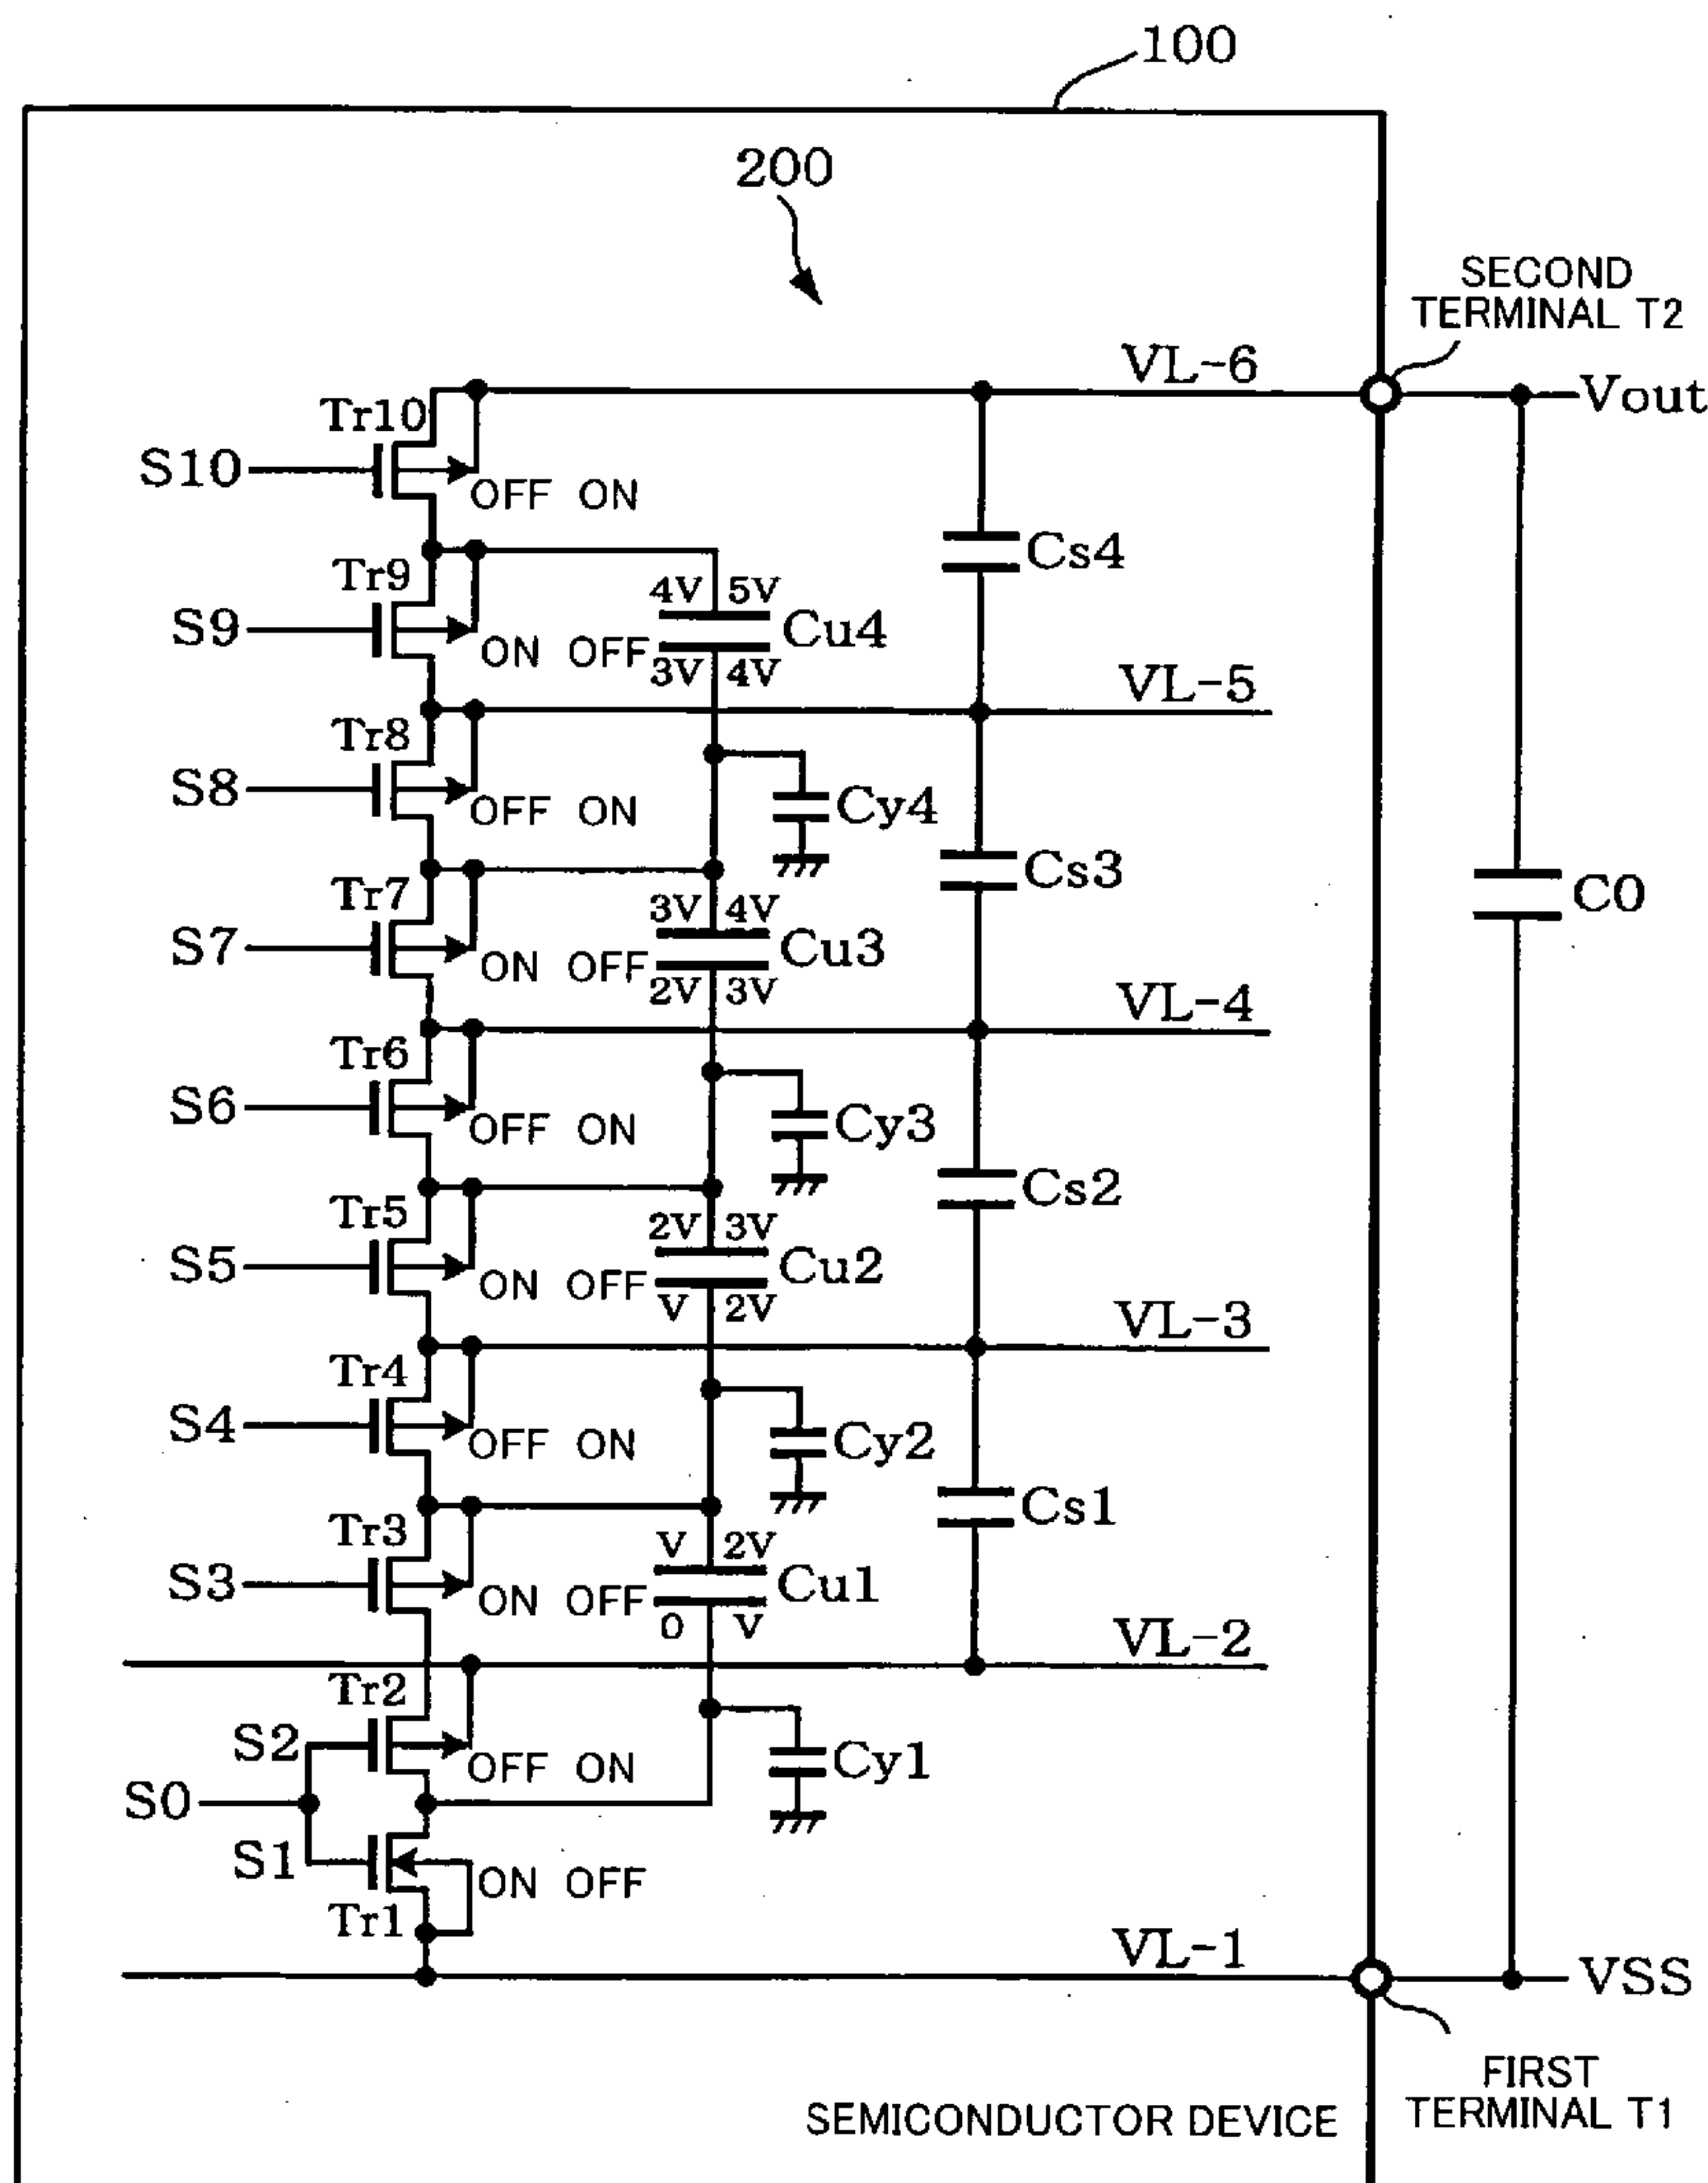 100
200
SECOND
TERMINAL T2
VL-6
Vout
Tr10
S10
OFF ON
Cs4
Tr9
4V 5V
S9
Cu4
ON OFF
3V 4V
VL-5
Tr8
S8
OFF ON
Cy4
Cs3
Tr7
C0
3V 4V
S7
Cu3
ON OFF
2V 3V
VL-4
Tr6
S6
OFF ON
Cy3
Cs2
Tr5
2V 3V
S5
Cu2
ON OFF
V 2V
VL-3
Tr4
S4
OFF ON
Cy2
Cs1
Tr3
V 2V
S3
Cu1
ON OFF
0 V
VL-2
Tr2
S2
OFF ON
Cy1
S0
S1
ON OFF
Tr1
VL-1
VSS
FIRST
TERMINAL T1
SEMICONDUCTOR DEVICE